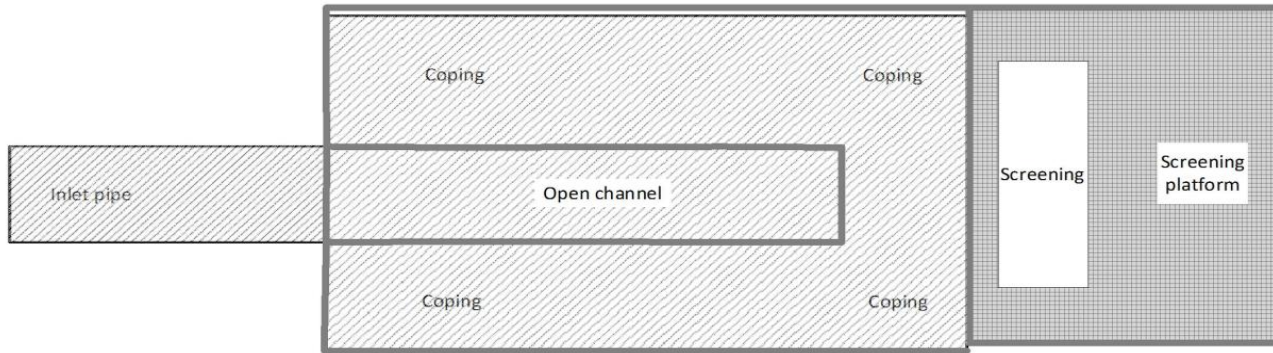 Coping
Coping
Inlet pipe
Open channel
Screening
Screening
platform
Coping
Coping